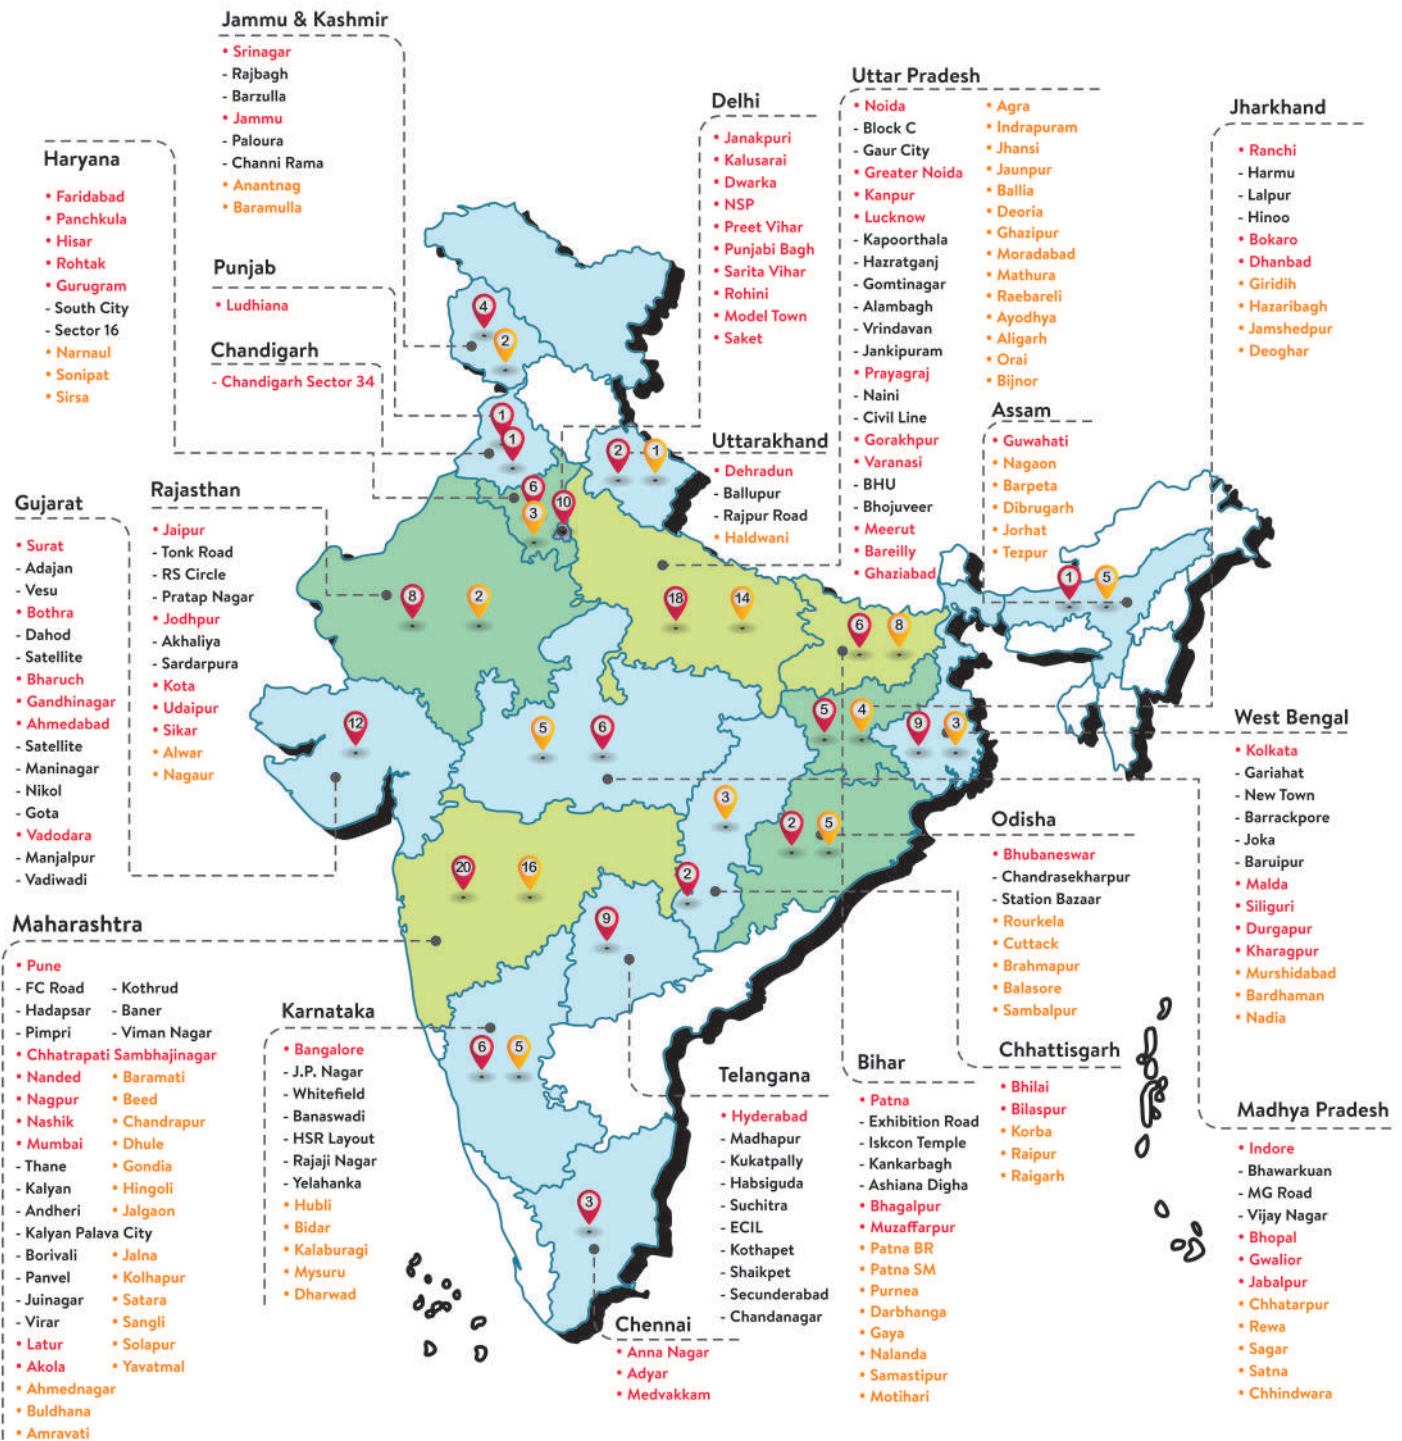 Jammu & Kashmir
• Srinagar
- Rajbagh
- Barzulla
• Jammu
- Paloura
- Channi Rama
• Anantnag
• Baramulla
Haryana
• Faridabad
• Panchkula
• Hisar
• Rohtak
• Gurugram
- South City
- Sector 16
• Narnaul
• Sonipat
• Sirsa
Punjab
• Ludhiana
Chandigarh
- Chandigarh Sector 34
Delhi
• Janakpuri
• Kalusarai
• Dwarka
• NSP
• Preet Vihar
• Punjabi Bagh
• Sarita Vihar
• Rohini
• Model Town
• Saket
Uttar Pradesh
• Noida
- Block C
- Gaur City
• Greater Noida
• Kanpur
• Lucknow
- Kapoorthala
- Hazratganj
- Gomtinagar
- Alambagh
- Vrindavan
- Jankipuram
• Prayagraj
- Naini
- Civil Line
• Gorakhpur
• Varanasi
- BHU
- Bhojuveer
• Meerut
• Bareilly
• Ghaziabad
• Agra
• Indrapuram
• Jhansi
• Jaunpur
• Ballia
• Deoria
• Ghazipur
• Moradabad
• Mathura
• Raebareli
• Ayodhya
• Aligarh
• Orai
• Bijnor
Jharkhand
• Ranchi
- Harmu
- Lalpur
- Hinoo
• Bokaro
• Dhanbad
• Giridih
• Hazaribagh
• Jamshedpur
• Deoghar
Assam
• Guwahati
• Nagaon
• Barpeta
• Dibrugarh
• Jorhat
• Tezpur
Uttarakhand
• Dehradun
- Ballupur
- Rajpur Road
• Haldwani
Gujarat
• Surat
- Adajan
- Vesu
• Bothra
- Dahod
- Satellite
• Bharuch
• Gandhinagar
• Ahmedabad
- Satellite
- Maninagar
- Nikol
- Gota
• Vadodara
- Manjalpur
- Vadiwadi
Rajasthan
• Jaipur
- Tonk Road
- RS Circle
- Pratap Nagar
• Jodhpur
- Akhaliya
- Sardarpura
• Kota
• Udaipur
• Sikar
• Alwar
• Nagaur
4
2
1
1
6
3
10
2
1
8
2
18
14
6
8
1
5
12
5
6
5
4
9
3
3
2
5
20
16
2
9
6
5
3
West Bengal
• Kolkata
- Gariahat
- New Town
- Barrackpore
- Joka
- Baruipur
• Malda
• Siliguri
• Durgapur
• Kharagpur
• Murshidabad
• Bardhaman
• Nadia
Odisha
• Bhubaneswar
- Chandrasekharpur
- Station Bazaar
• Rourkela
• Cuttack
• Brahmapur
• Balasore
• Sambalpur
Maharashtra
• Pune
- FC Road - Kothrud
- Hadapsar - Baner
- Pimpri - Viman Nagar
• Chhatrapati Sambhajinagar
• Nanded • Baramati
• Nagpur • Beed
• Nashik • Chandrapur
• Mumbai • Dhule
- Thane • Gondia
- Kalyan • Hingoli
- Andheri • Jalgaon
- Kalyan Palava City
- Borivali • Jalna
- Panvel • Kolhapur
- Juinagar • Satara
- Virar • Sangli
• Latur • Solapur
• Akola • Yavatmal
• Ahmednagar
• Buldhana
• Amravati
Karnataka
• Bangalore
- J.P. Nagar
- Whitefield
- Banaswadi
- HSR Layout
- Rajaji Nagar
- Yelahanka
• Hubli
• Bidar
• Kalaburagi
• Mysuru
• Dharwad
Telangana
• Hyderabad
- Madhapur
- Kukatpally
- Habsiguda
- Suchitra
- ECIL
- Kothapet
- Shaikpet
- Secunderabad
- Chandanagar
Chennai
• Anna Nagar
• Adyar
• Medvakkam
Bihar
• Patna
- Exhibition Road
- Iskcon Temple
- Kankarbagh
- Ashiana Digha
• Bhagalpur
• Muzaffarpur
• Patna BR
• Patna SM
• Purnea
• Darbhanga
• Gaya
• Nalanda
• Samastipur
• Motihari
Chhattisgarh
• Bhilai
• Bilaspur
• Korba
• Raipur
• Raigarh
Madhya Pradesh
• Indore
- Bhawarkuan
- MG Road
- Vijay Nagar
• Bhopal
• Gwalior
• Jabalpur
• Chhatarpur
• Rewa
• Sagar
• Satna
• Chhindwara